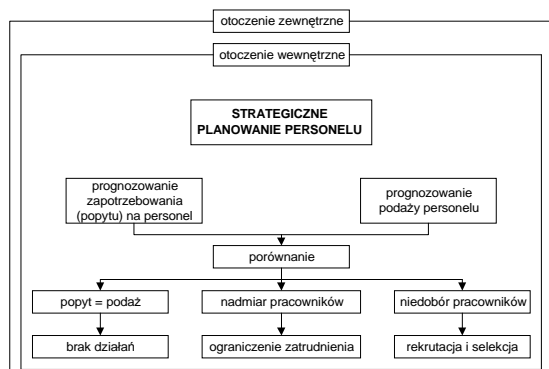 otoczenie zewnętrzne
otoczenie wewnętrzne
STRATEGICZNE
PLANOWANIE PERSONELU
prognozowanie
zapotrzebowania
(popytu) na personel
prognozowanie
podaży personelu
porównanie
popyt = podaż
nadmiar pracowników
niedobór pracowników
brak działań
ograniczenie zatrudnienia
rekrutacja i selekcja